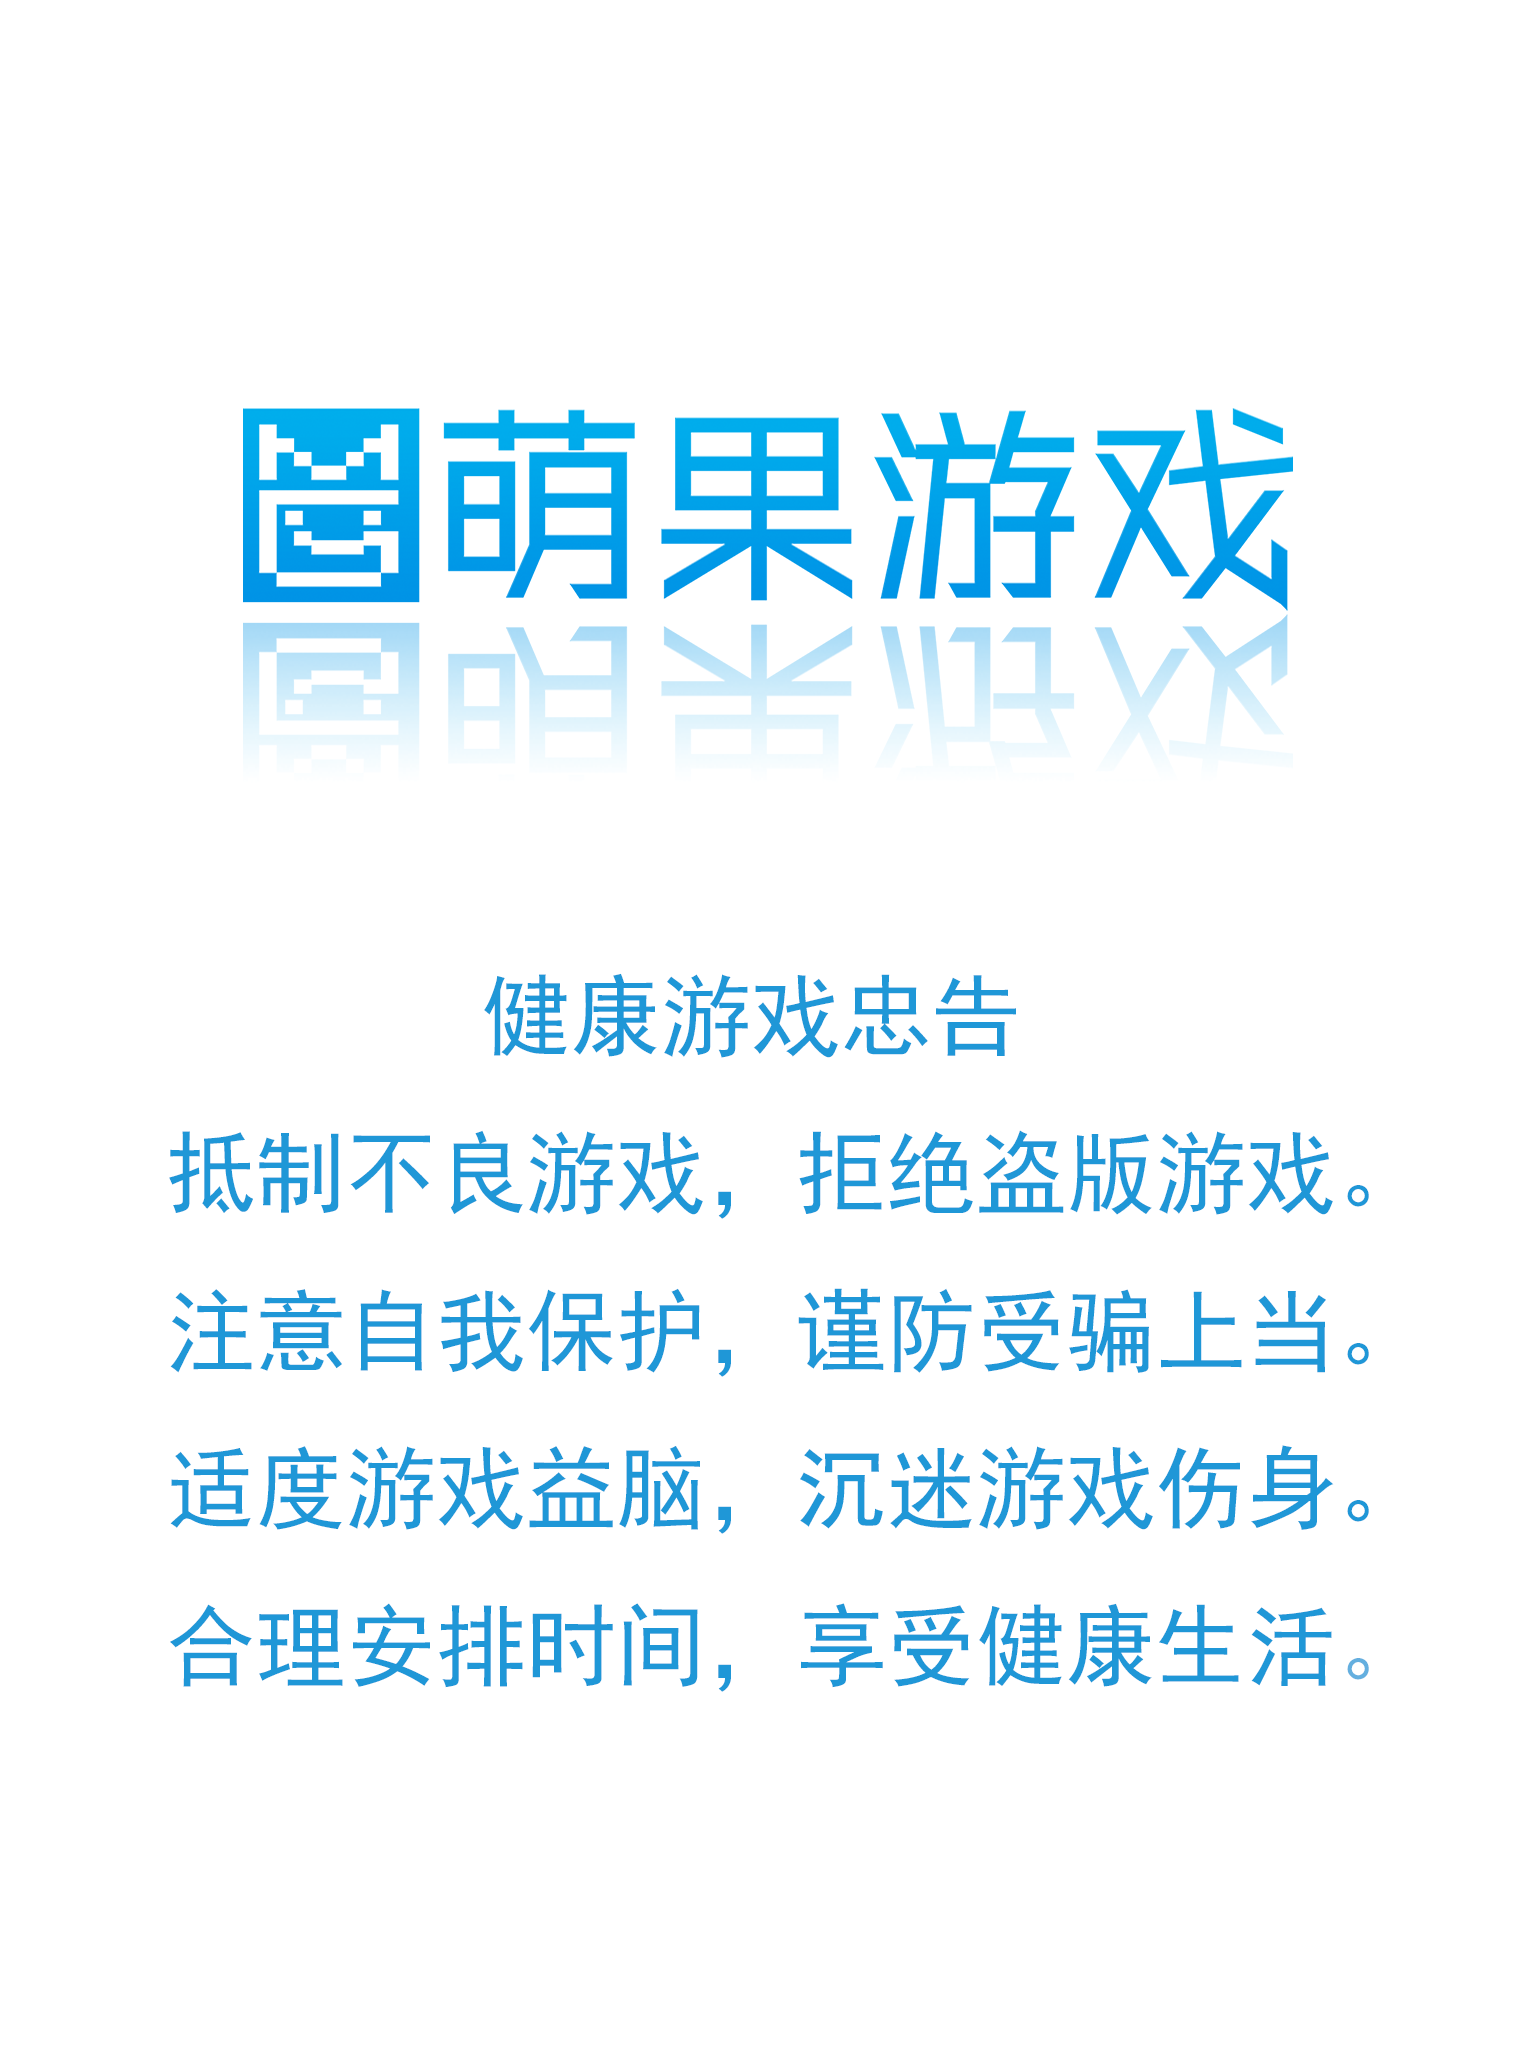 萌果游戏
健康游戏忠告
抵制不良游戏，拒绝盗版游戏。
注意自我保护，谨防受骗上当。
适度游戏益脑，沉迷游戏伤身。
合理安排时间，享受健康生活。